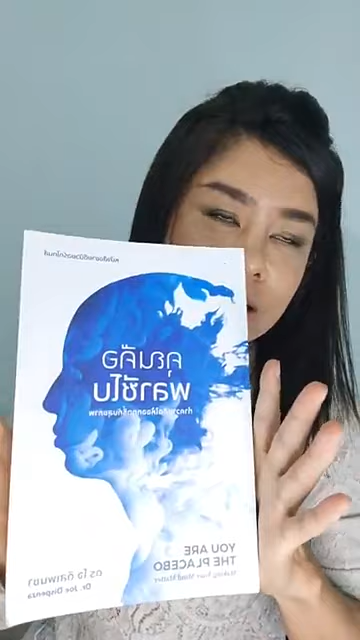 คุณคือ
พลาซีโบ
YOU ARE
THE PLACEBO
Making Your Mind Matter
ดร.โจ ดิสเพนซา
Dr. Joe Dispenza